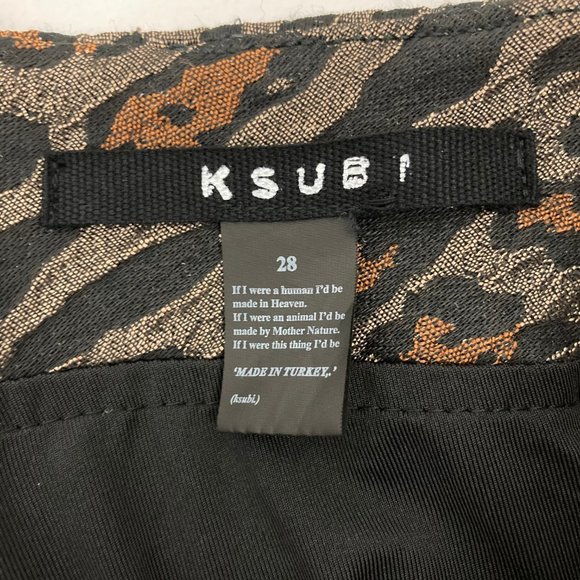 KSUBI
28
If I were a human I'd be
made in Heaven.
If I were an animal I'd be
made by Mother Nature.
If I were this thing I'd be
'MADE IN TURKEY,.'
(ksubi.)